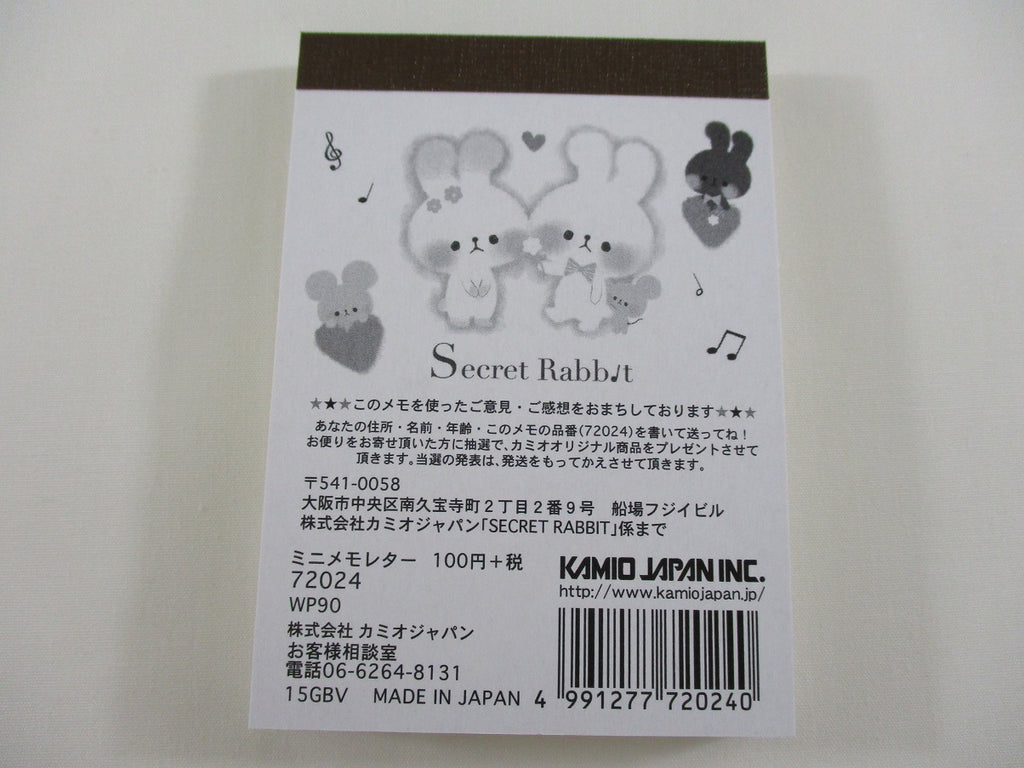 Secret Rabbit
★★★このメモを使ったご意見・ご感想をおまちしております★★★
あなたの住所・名前・年齢・このメモの品番(72024)を書いて送ってね！
お便りをお寄せ頂いた方に抽選で、カミオオリジナル商品をプレゼントさせて
頂きます。当選の発表は、発送をもってかえさせて頂きます。
〒541-0058
大阪市中央区南久宝寺町２丁目２番９号　船場フジイビル
株式会社カミオジャパン「SECRET RABBIT」係まで
ミニメモレター　100円＋税
72024
WP90
株式会社 カミオジャパン
お客様相談室
電話06-6264-8131
15GBV　MADE IN JAPAN
KAMIO JAPAN INC.
http://www.kamiojapan.jp/
4 991277 720240